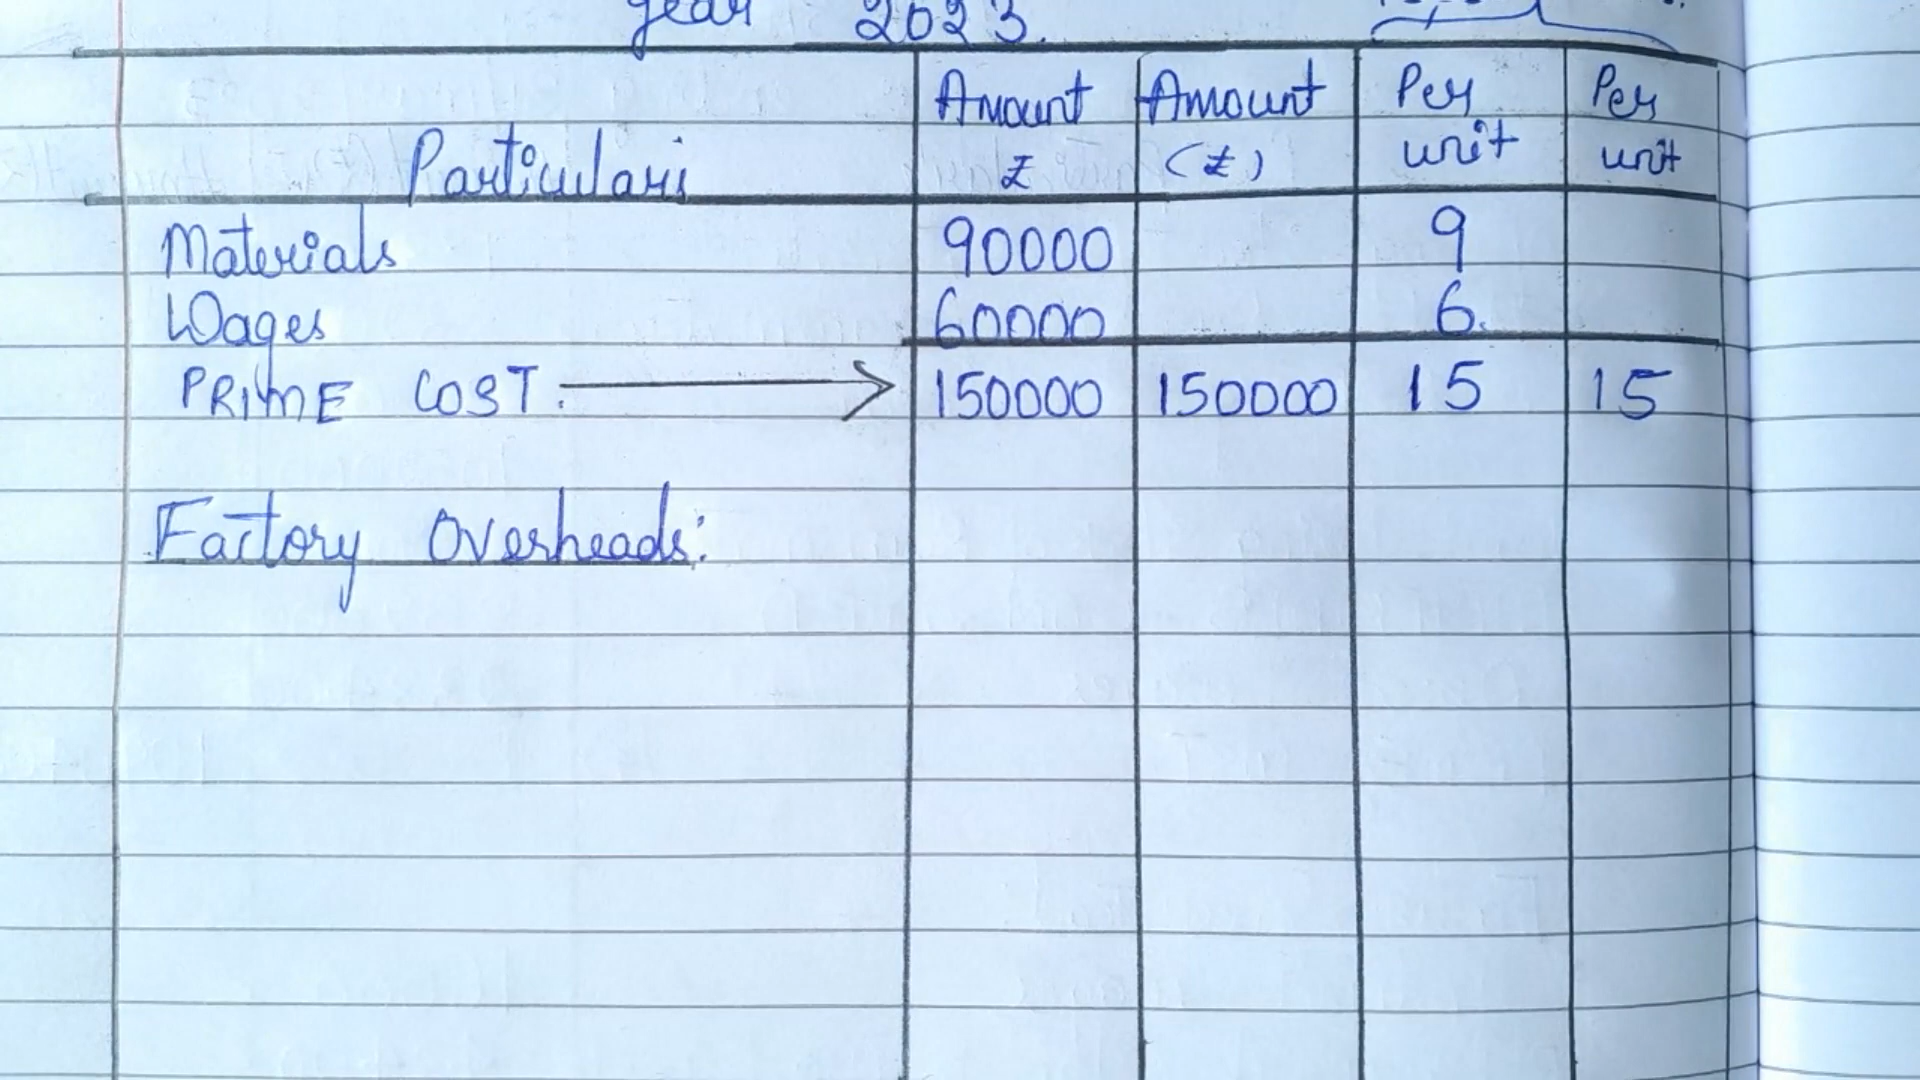 year 2023.
Particulars Amount ₹ Amount (₹) Per unit Per unit
Materials 90000 9
Wages 60000 6.
PRIME COST. → 150000 150000 15 15
Factory Overheads: